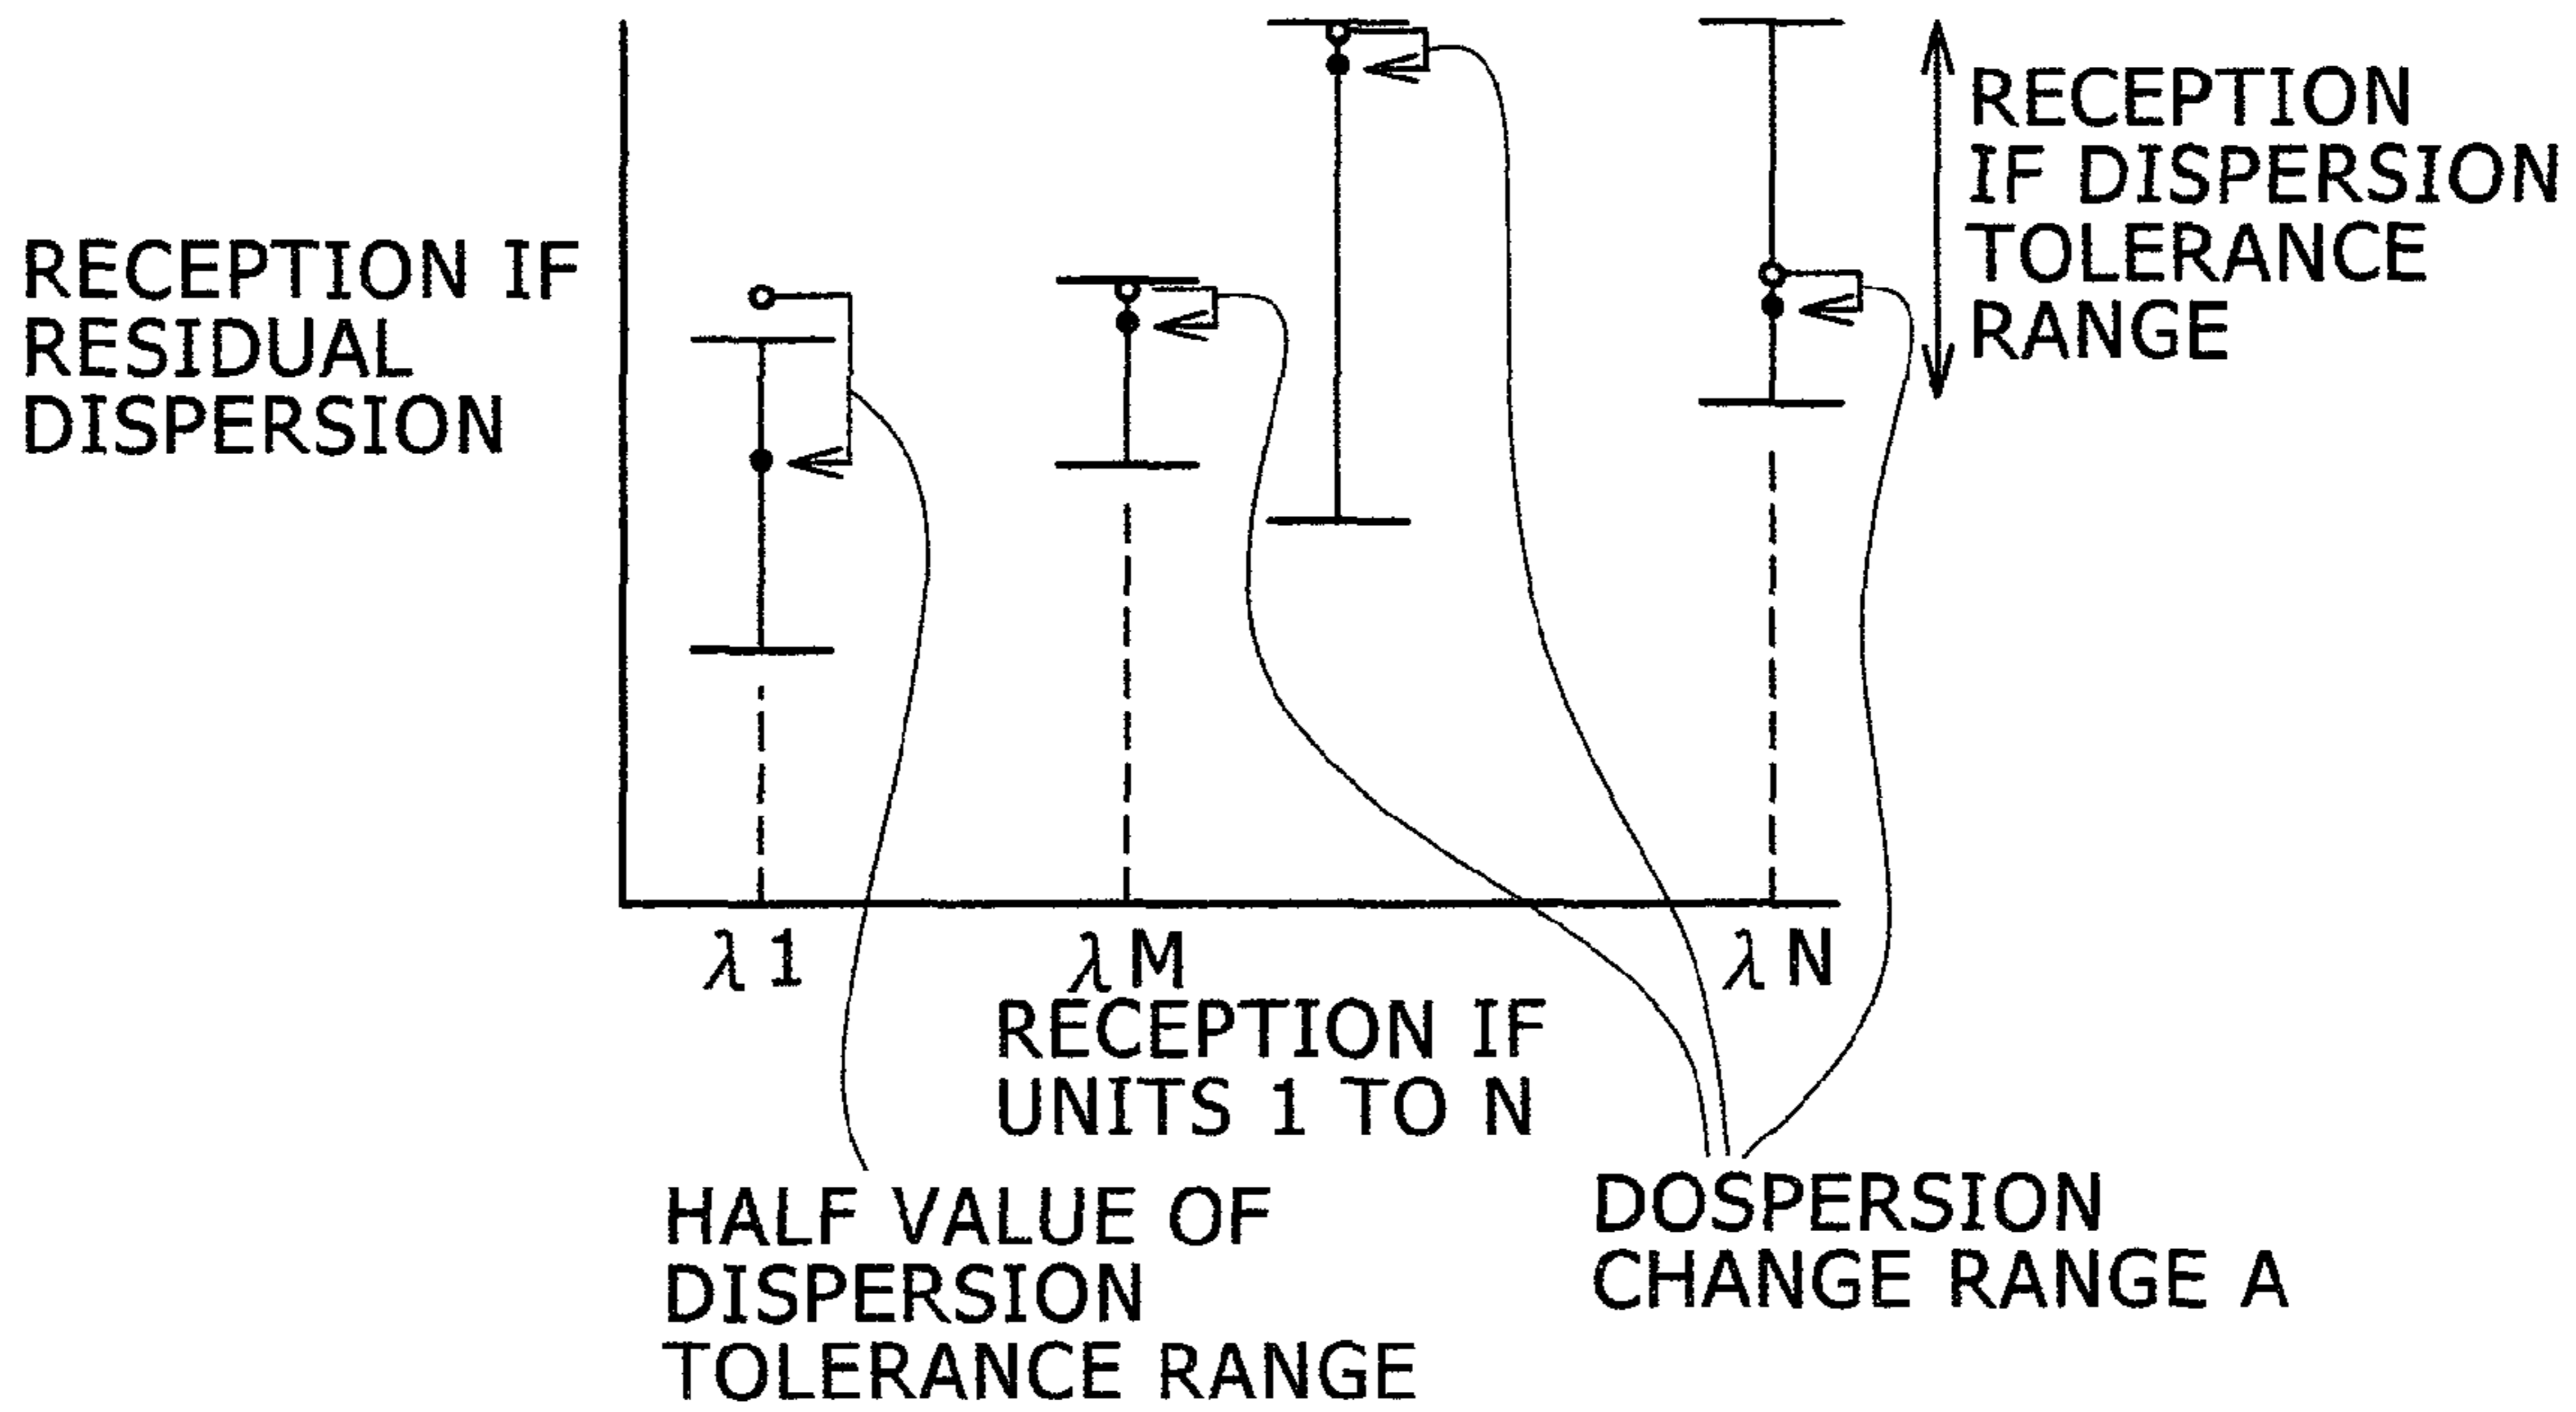 RECEPTION IF
RESIDUAL
DISPERSION
RECEPTION
IF DISPERSION
TOLERANCE
RANGE
λ1
λM
λN
RECEPTION IF
UNITS 1 TO N
HALF VALUE OF
DISPERSION
TOLERANCE RANGE
DOSPERSION
CHANGE RANGE A